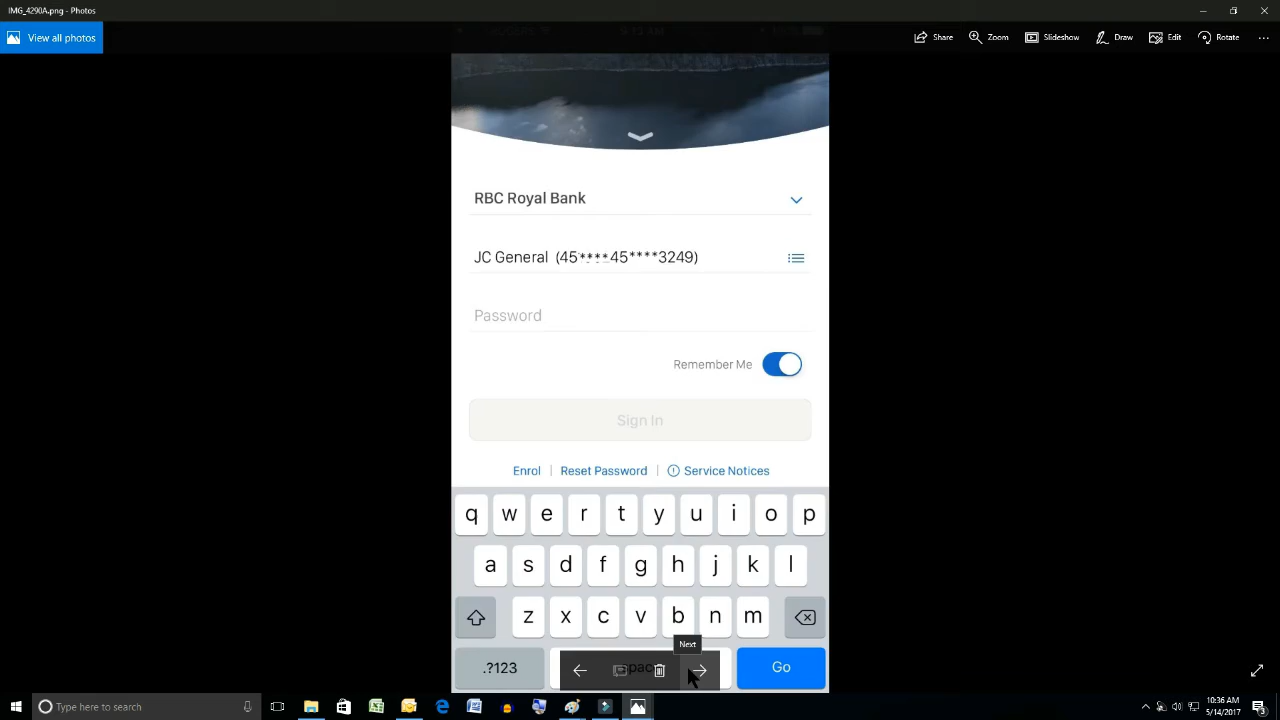 IMG_4290A.png - Photos
View all photos
Share
Zoom
Slideshow
Draw
Edit
Rotate
RBC Royal Bank
JC General (45****45****3249)
Password
Remember Me
Sign In
Enrol | Reset Password | Service Notices
q w e r t y u i o p
a s d f g h j k l
z x c v b n m
Next
.?123
Go
Type here to search
10:36 AM
5/14/2017